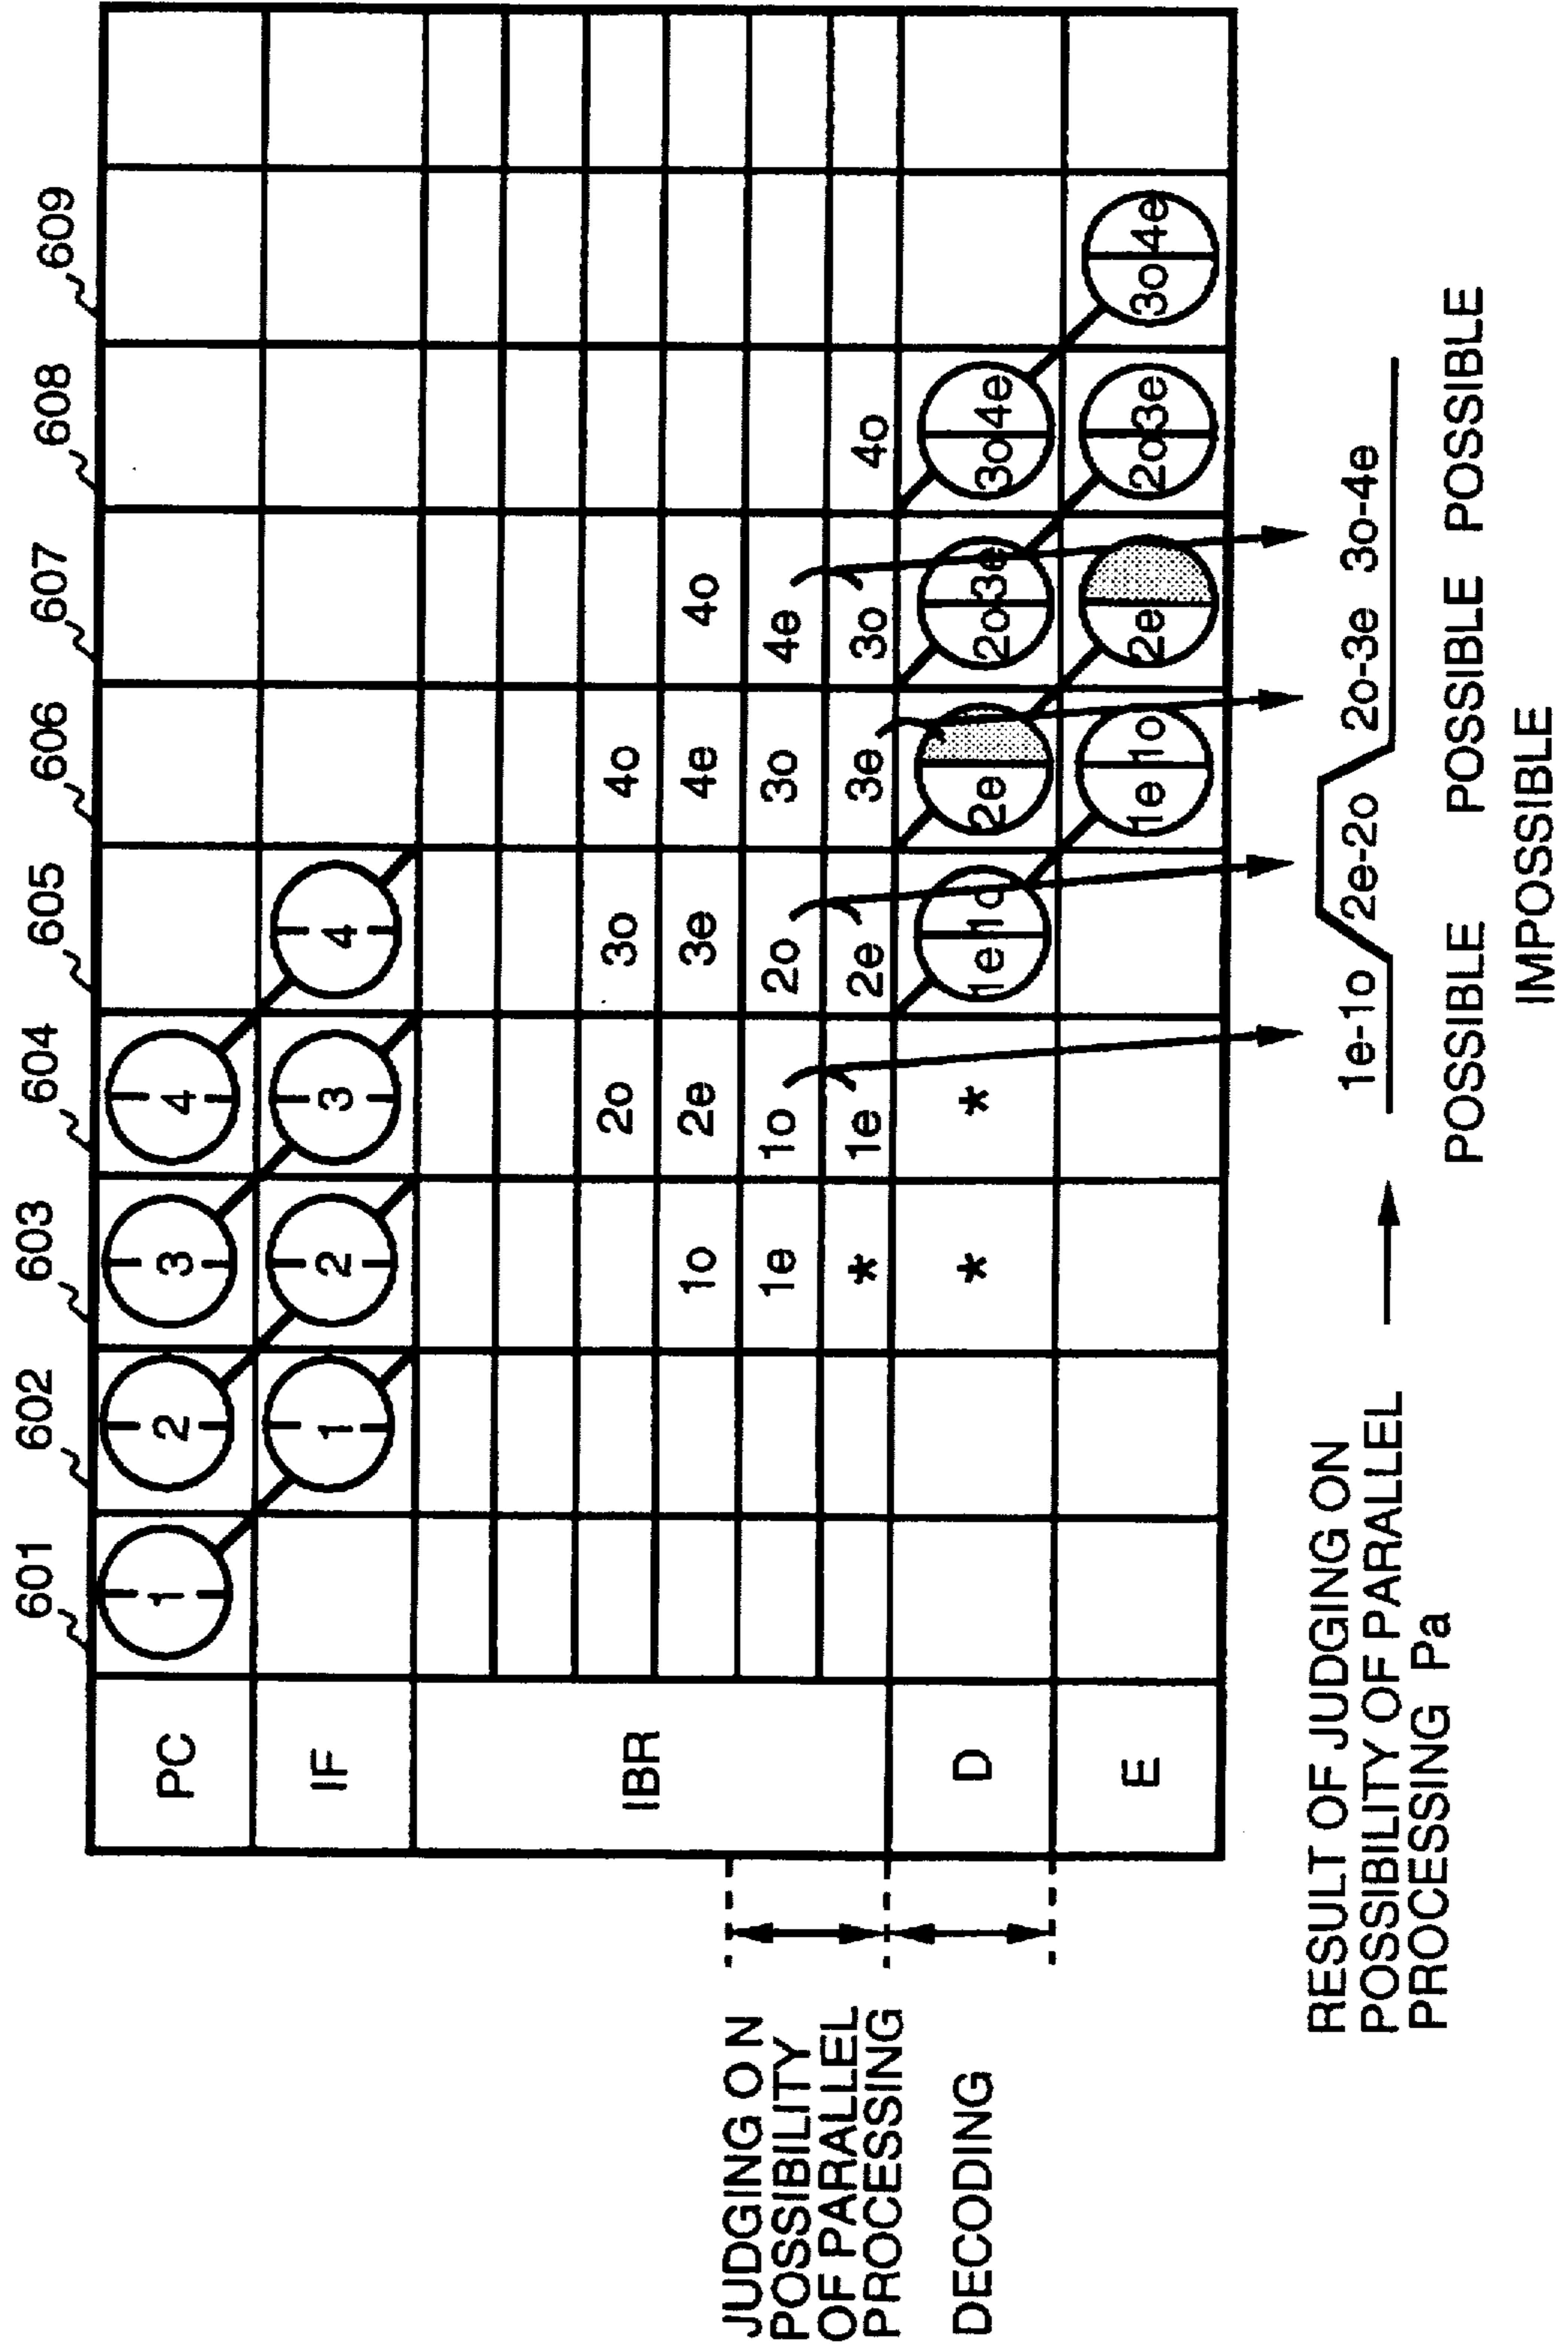 601 602 603 604 605 606 607 608 609
PC 1 2 3 4
IF 1 2 3 4
IBR
2o 3o 4o
1o 2e 3e 4e 4o
1e 1o 2o 3o 4e
* 1e 2e 3e 3o 4o
D * * 1e 1o 2e 2o 3e 3o 4e
E 1e 1o 2e 2o 3e 3o 4e
JUDGING ON
POSSIBILITY
OF PARALLEL
PROCESSING
DECODING
RESULT OF JUDGING ON
POSSIBILITY OF PARALLEL
PROCESSING Pa
1e-1o 2e-2o 2o-3e 3o-4e
POSSIBLE POSSIBLE POSSIBLE POSSIBLE
IMPOSSIBLE